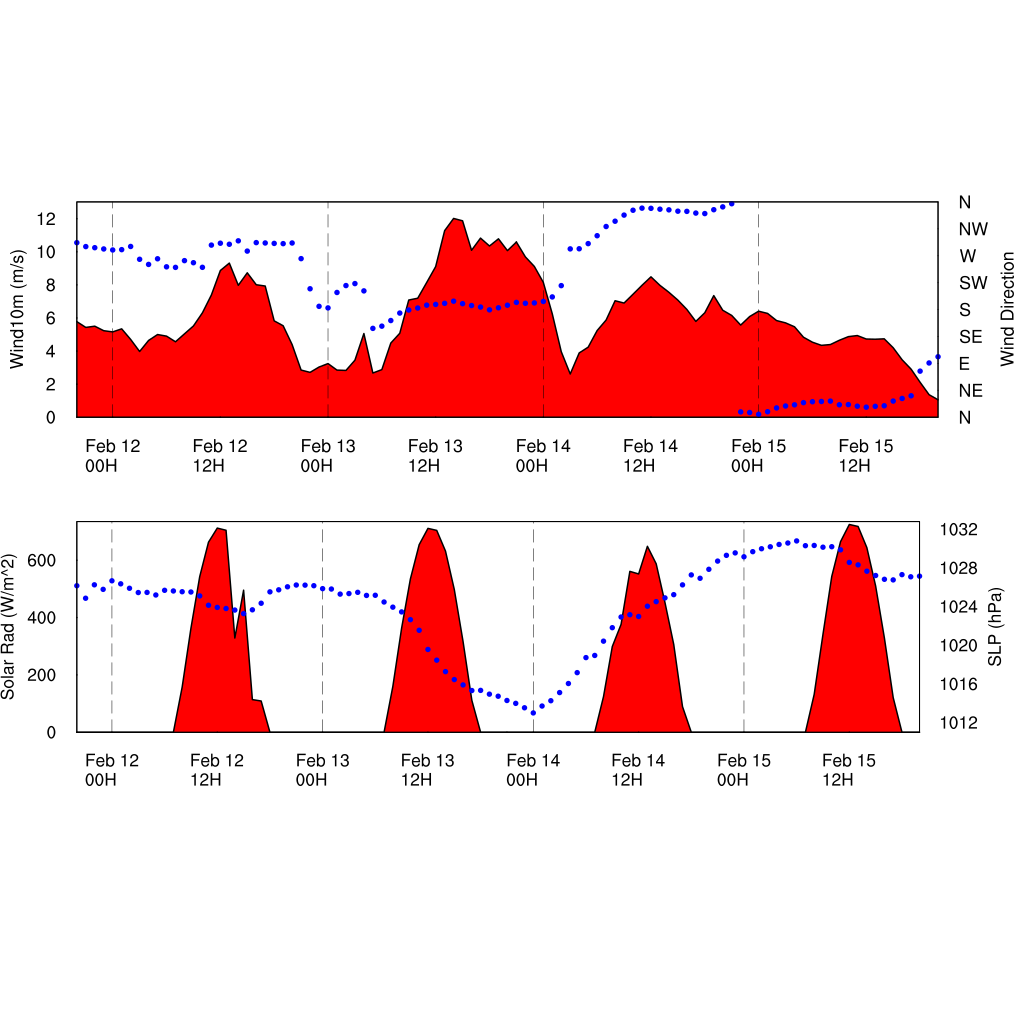 N
12
NW
10
W
8
SW
6
S
4
SE
E
2
NE
0
N
Wind10m (m/s)
Wind Direction
Feb 12 Feb 12 Feb 13 Feb 13 Feb 14 Feb 14 Feb 15 Feb 15
00H 12H 00H 12H 00H 12H 00H 12H
1032
600
1028
400
1024
1020
200
1016
1012
0
Solar Rad (W/m^2)
SLP (hPa)
Feb 12 Feb 12 Feb 13 Feb 13 Feb 14 Feb 14 Feb 15 Feb 15
00H 12H 00H 12H 00H 12H 00H 12H